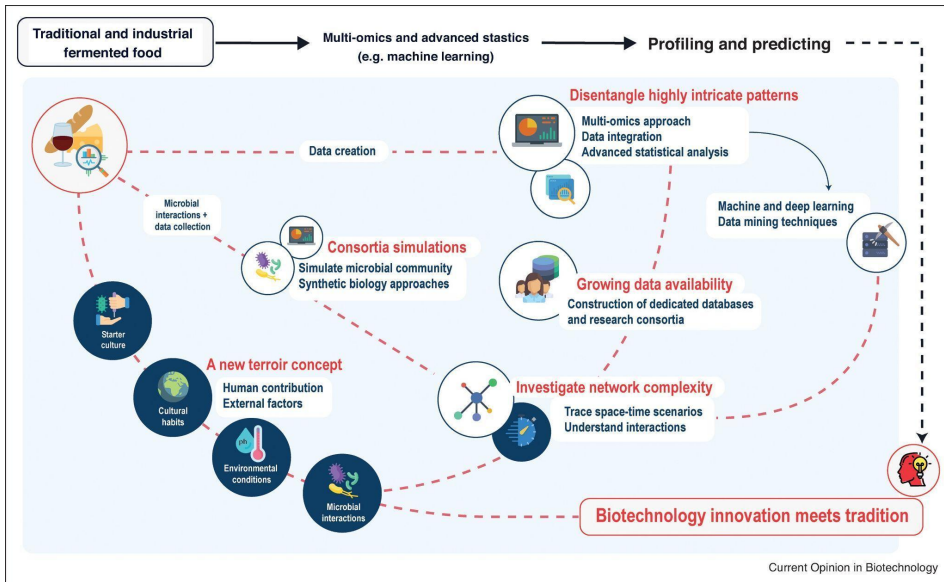 Traditional and industrial
fermented food
Multi-omics and advanced stastics
(e.g. machine learning)
Profiling and predicting
Disentangle highly intricate patterns
Multi-omics approach
Data integration
Advanced statistical analysis
Data creation
Machine and deep learning
Data mining techniques
Microbial
interactions +
data collection
Consortia simulations
Simulate microbial community
Synthetic biology approaches
Growing data availability
Construction of dedicated databases
and research consortia
Starter
culture
A new terroir concept
Human contribution
External factors
Cultural
habits
Investigate network complexity
Trace space-time scenarios
Understand interactions
ph
Environmental
conditions
Microbial
interactions
Biotechnology innovation meets tradition
Current Opinion in Biotechnology